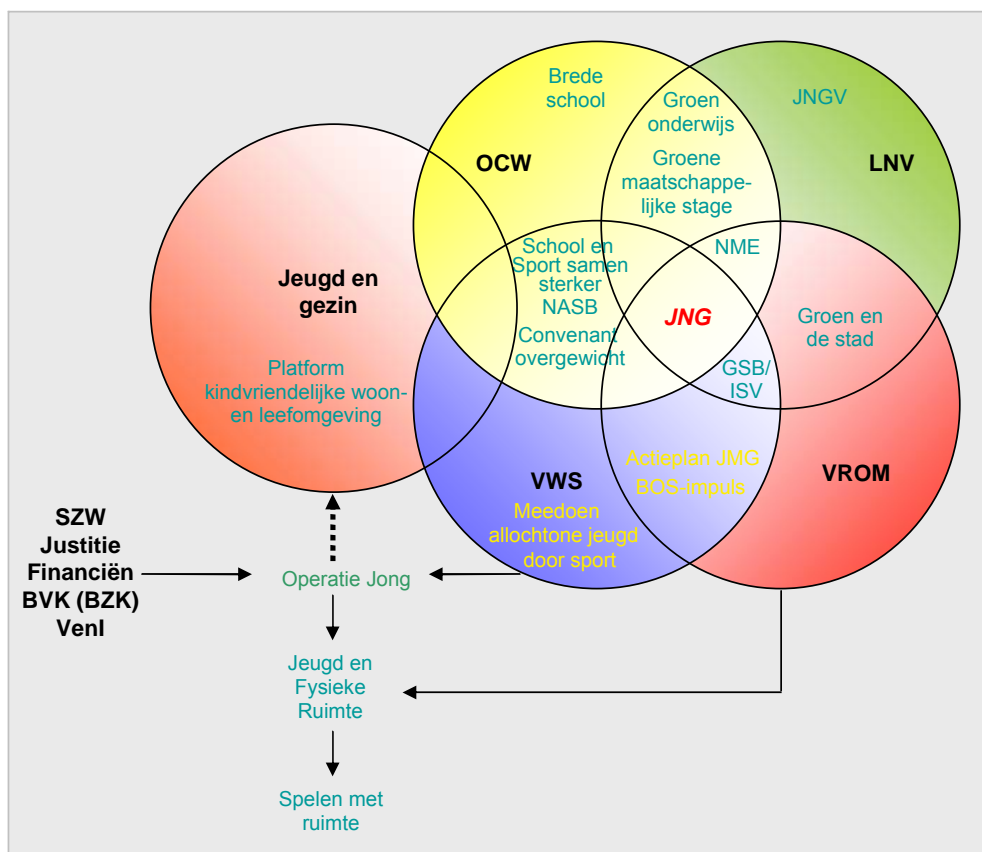 Brede
school
Groen
onderwijs
JNGV
OCW
LNV
Groene
maatschappe-
lijke stage
School en
Sport samen
sterker
NASB
Convenant
overgewicht
NME
Jeugd en
gezin
JNG
Groen en
de stad
Platform
kindvriendelijke woon-
en leefomgeving
GSB/
ISV
Actieplan JMG
BOS-impuls
VWS
VROM
Meedoen
allochtone jeugd
door sport
SZW
Justitie
Financiën
BVK (BZK)
VenI
Operatie Jong
Jeugd en
Fysieke
Ruimte
Spelen met
ruimte